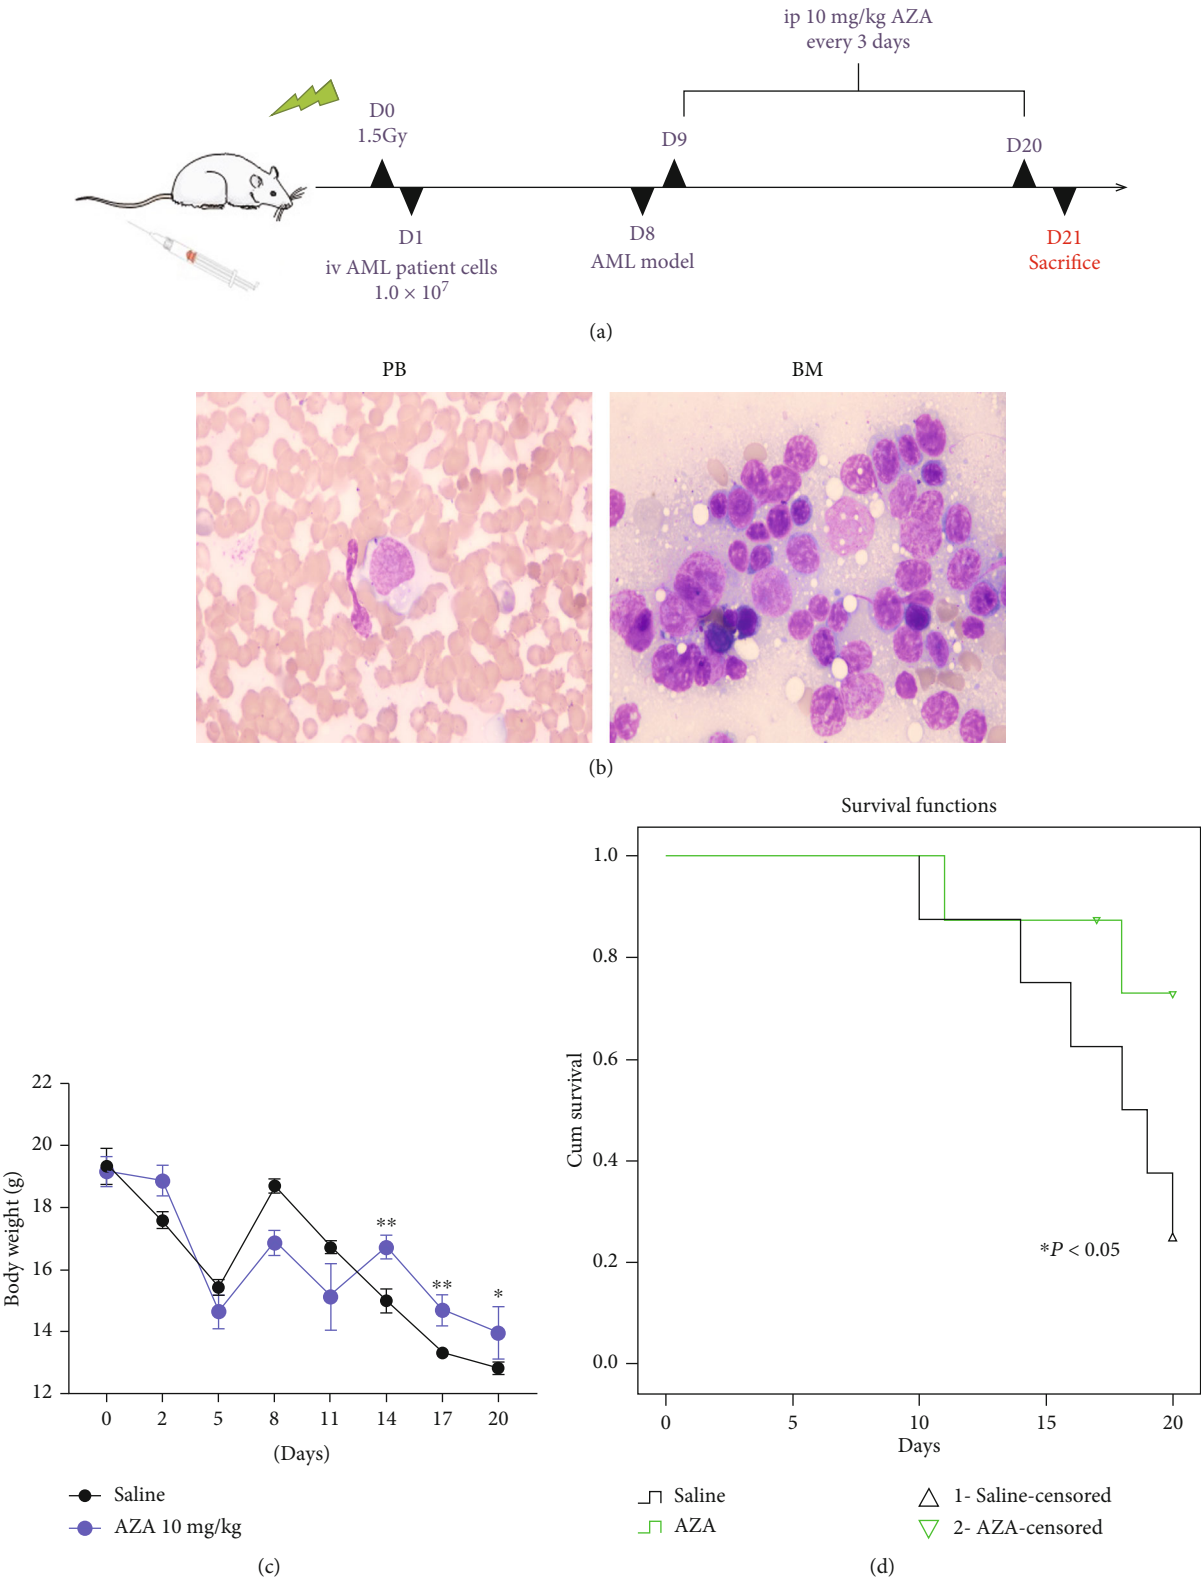 ip 10 mg/kg AZA
every 3 days
D0
1.5Gy
D9
D20
D1
iv AML patient cells
1.0 × 10⁷
D8
AML model
D21
Sacrifice
(a)
PB
BM
(b)
Body weight (g)
22
20
18
16
14
12
**
**
*
0 2 5 8 11 14 17 20
(Days)
Saline
AZA 10 mg/kg
(c)
Survival functions
Cum survival
1.0
0.8
0.6
0.4
0.2
0.0
*P < 0.05
0 5 10 15 20
Days
Saline
AZA
1- Saline-censored
2- AZA-censored
(d)